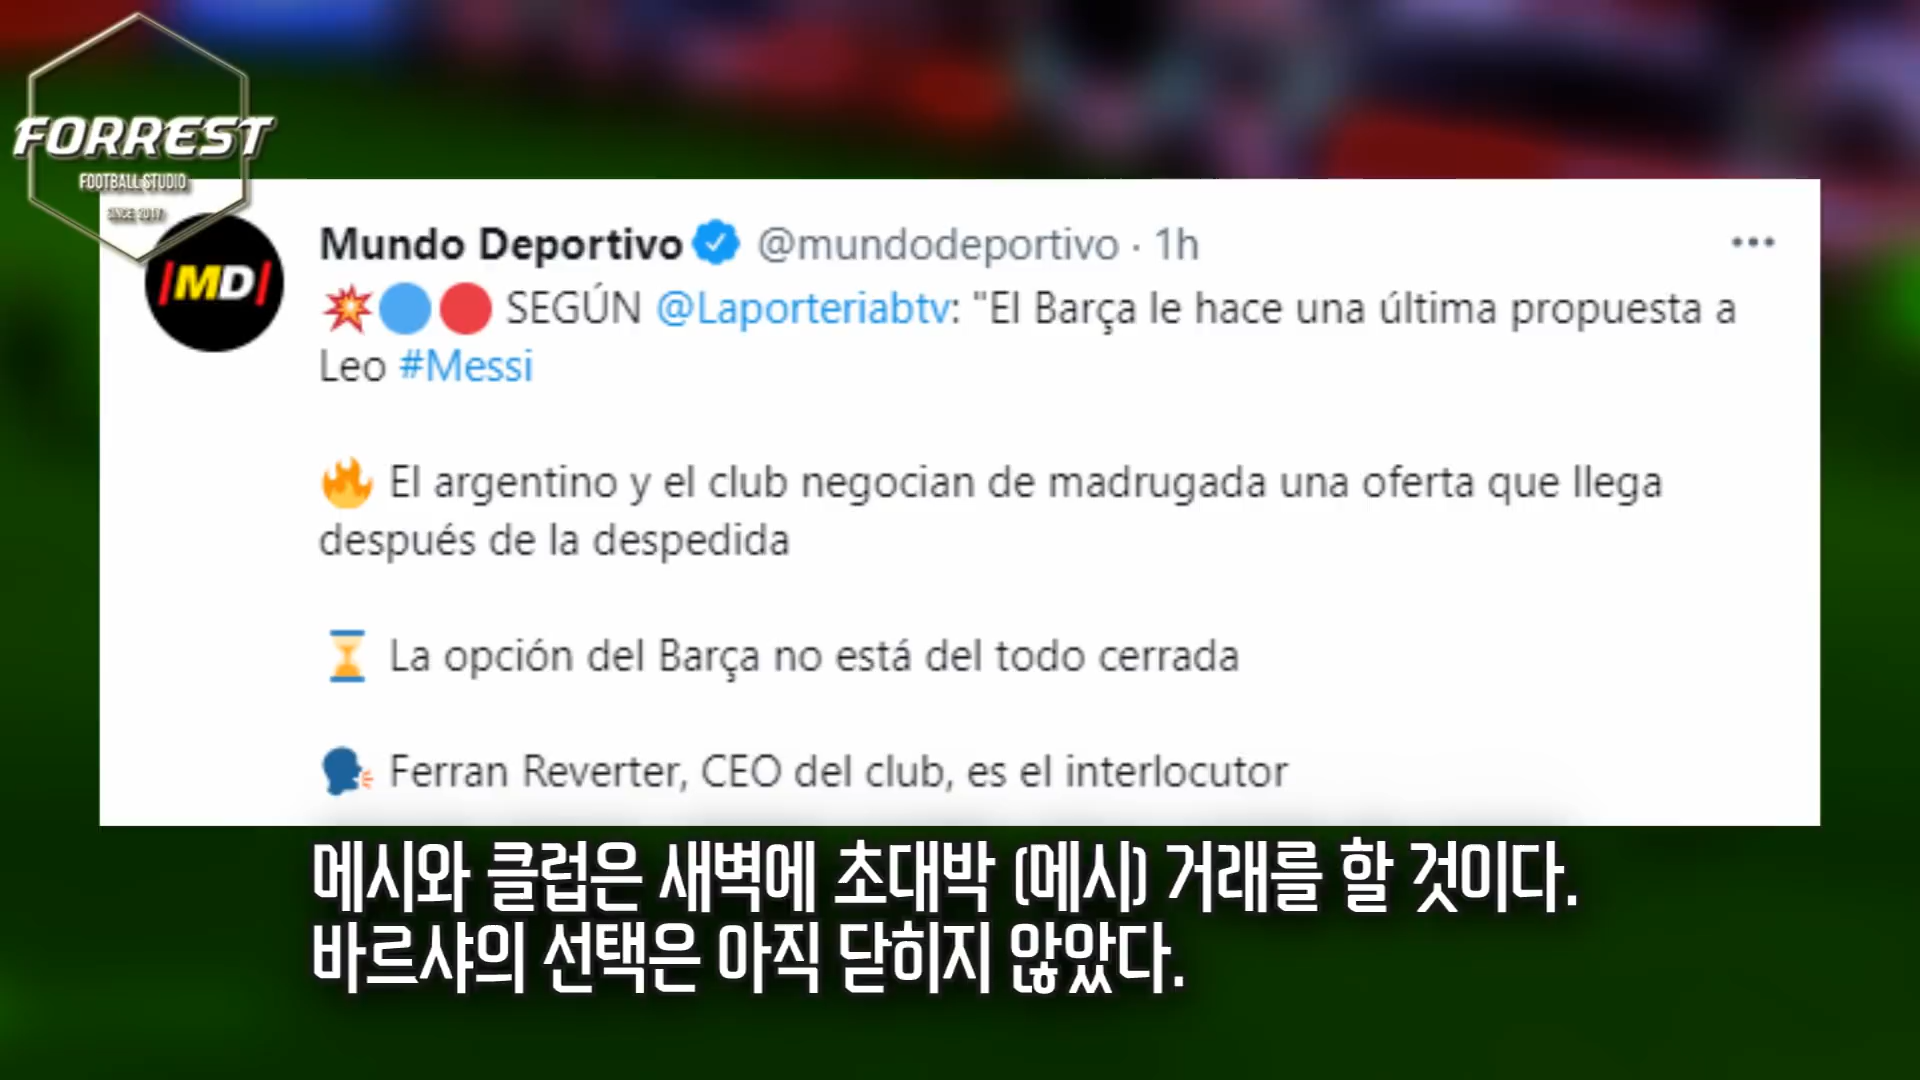 FORREST
FOOTBALL STUDIO
SINCE 2017
|MD|
Mundo Deportivo @mundodeportivo · 1h
💥🔵🔴 SEGÚN @Laporteriabtv: "El Barça le hace una última propuesta a
Leo #Messi
🔥 El argentino y el club negocian de madrugada una oferta que llega
después de la despedida
⏳ La opción del Barça no está del todo cerrada
🗣 Ferran Reverter, CEO del club, es el interlocutor
메시와 클럽은 새벽에 초대박 (메시) 거래를 할 것이다.
바르샤의 선택은 아직 닫히지 않았다.